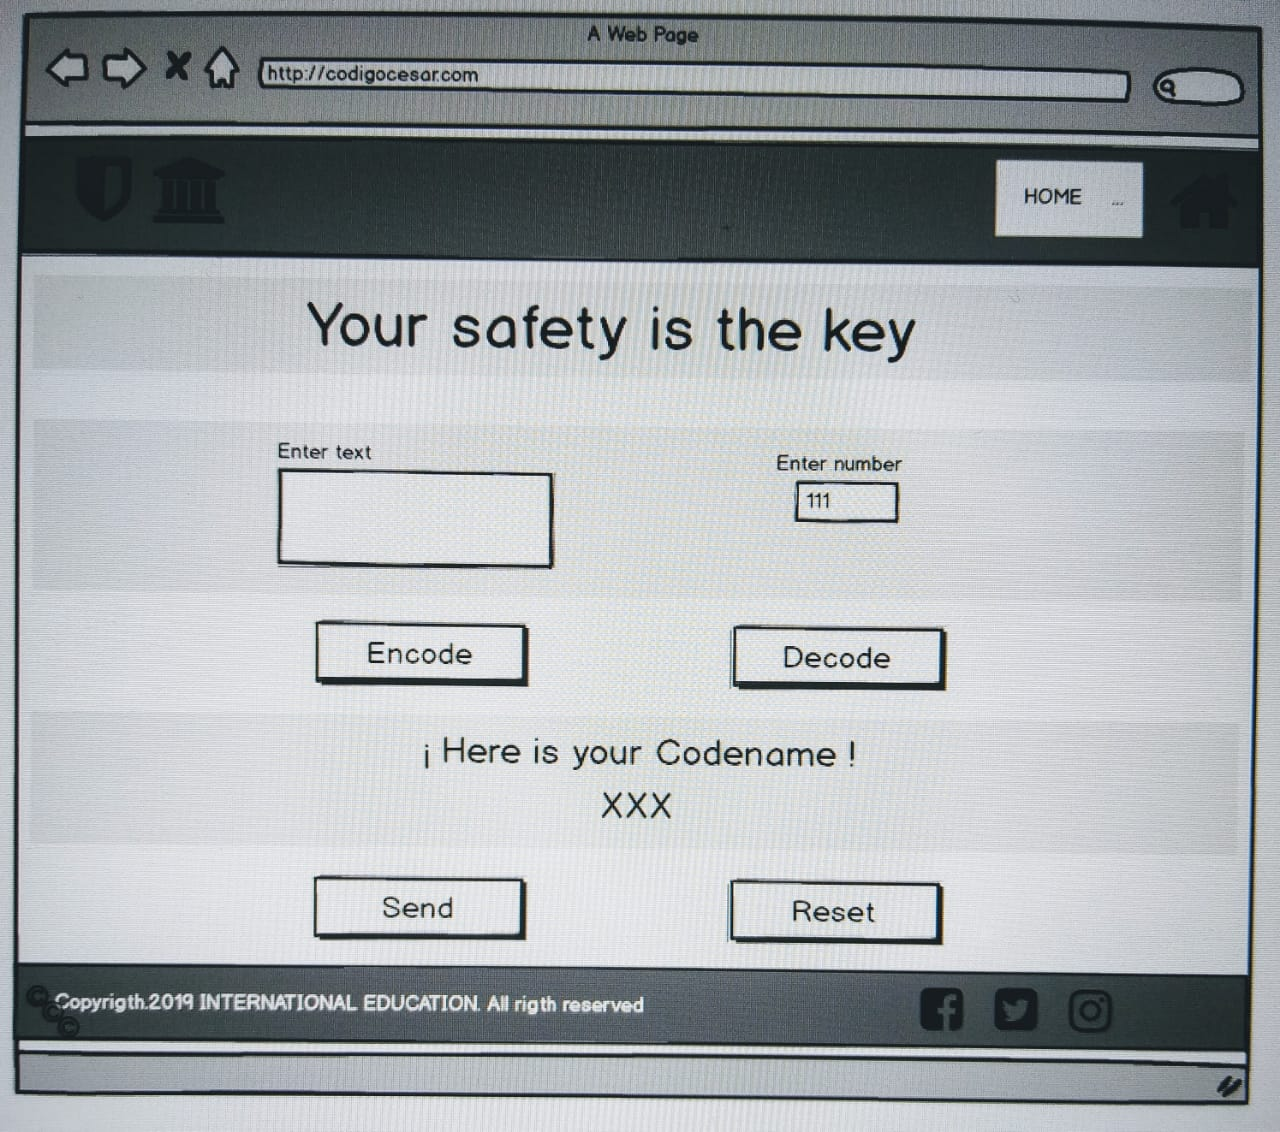 A Web Page
http://codigocesar.com
HOME ...
Your safety is the key
Enter text
Enter number
111
Encode
Decode
¡ Here is your Codename !
XXX
Send
Reset
©©© Copyrigth.2019 INTERNATIONAL EDUCATION. All rigth reserved